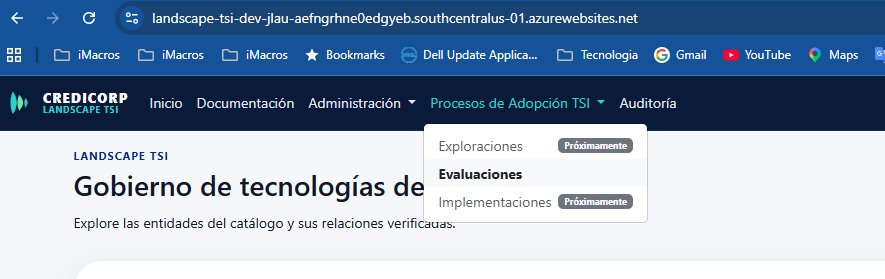 landscape-tsi-dev-jlau-aefngrhne0edgyeb.southcentralus-01.azurewebsites.net
iMacros iMacros iMacros Bookmarks Dell Update Applica... Tecnologia Gmail YouTube Maps
CREDICORP
LANDSCAPE TSI
Inicio Documentación Administración Procesos de Adopción TSI Auditoría
Exploraciones Próximamente
Evaluaciones
Implementaciones Próximamente
LANDSCAPE TSI
Gobierno de tecnologías de
Explore las entidades del catálogo y sus relaciones verificadas.